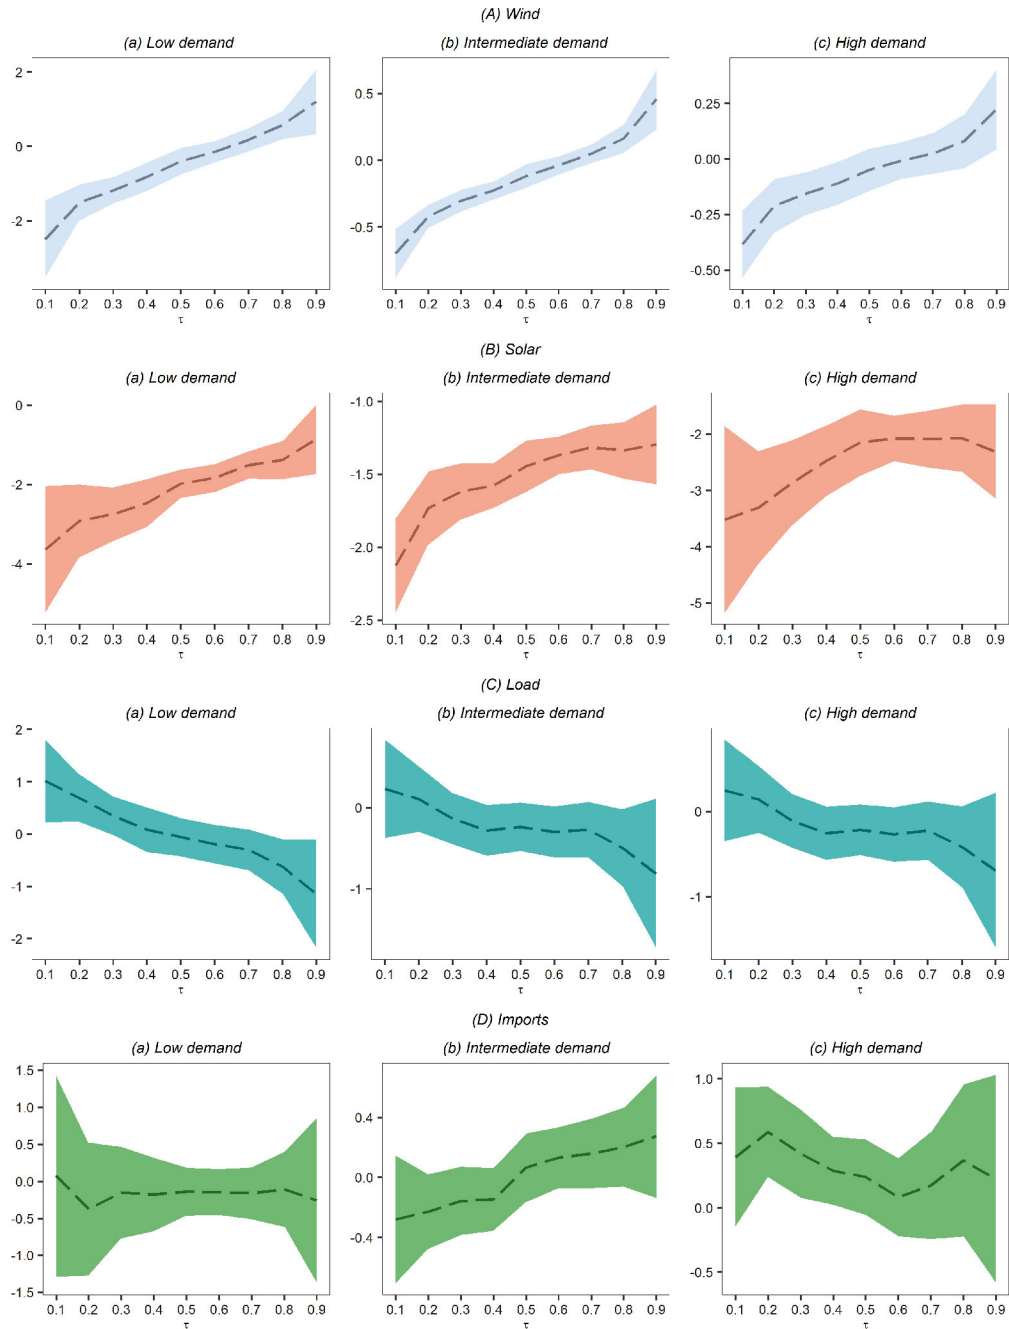 (A) Wind
(a) Low demand
(b) Intermediate demand
(c) High demand
2
0
-2
0.1 0.2 0.3 0.4 0.5 0.6 0.7 0.8 0.9
τ
0.5
0.0
-0.5
0.1 0.2 0.3 0.4 0.5 0.6 0.7 0.8 0.9
τ
0.25
0.00
-0.25
-0.50
0.1 0.2 0.3 0.4 0.5 0.6 0.7 0.8 0.9
τ
(B) Solar
(a) Low demand
(b) Intermediate demand
(c) High demand
0
-2
-4
0.1 0.2 0.3 0.4 0.5 0.6 0.7 0.8 0.9
τ
-1.0
-1.5
-2.0
-2.5
0.1 0.2 0.3 0.4 0.5 0.6 0.7 0.8 0.9
τ
-2
-3
-4
-5
0.1 0.2 0.3 0.4 0.5 0.6 0.7 0.8 0.9
τ
(C) Load
(a) Low demand
(b) Intermediate demand
(c) High demand
2
1
0
-1
-2
0.1 0.2 0.3 0.4 0.5 0.6 0.7 0.8 0.9
τ
0
-1
0.1 0.2 0.3 0.4 0.5 0.6 0.7 0.8 0.9
τ
0
-1
0.1 0.2 0.3 0.4 0.5 0.6 0.7 0.8 0.9
τ
(D) Imports
(a) Low demand
(b) Intermediate demand
(c) High demand
1.5
1.0
0.5
0.0
-0.5
-1.0
-1.5
0.1 0.2 0.3 0.4 0.5 0.6 0.7 0.8 0.9
τ
0.4
0.0
-0.4
0.1 0.2 0.3 0.4 0.5 0.6 0.7 0.8 0.9
τ
1.0
0.5
0.0
-0.5
0.1 0.2 0.3 0.4 0.5 0.6 0.7 0.8 0.9
τ